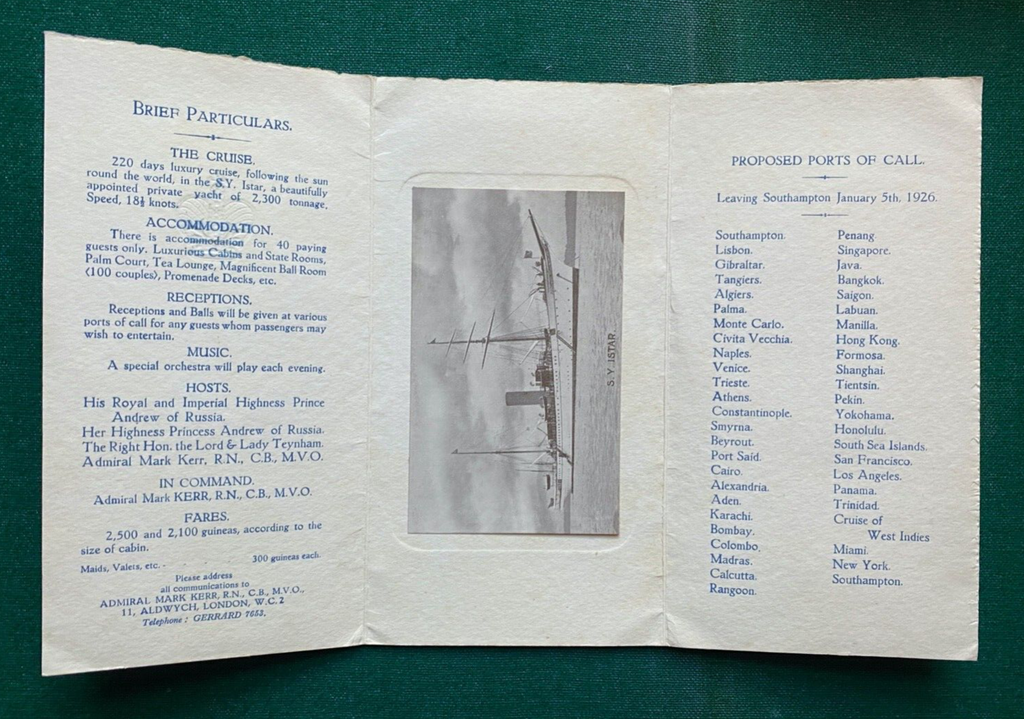 BRIEF PARTICULARS.
THE CRUISE.
220 days luxury cruise, following the sun
round the world, in the S.Y. Istar, a beautifully
appointed private yacht of 2,300 tonnage.
Speed, 18½ knots.
ACCOMMODATION.
There is accommodation for 40 paying
guests only. Luxurious Cabins and State Rooms,
Palm Court, Tea Lounge, Magnificent Ball Room
(100 couples), Promenade Decks, etc.
RECEPTIONS.
Receptions and Balls will be given at various
ports of call for any guests whom passengers may
wish to entertain.
MUSIC.
A special orchestra will play each evening.
HOSTS.
His Royal and Imperial Highness Prince
Andrew of Russia.
Her Highness Princess Andrew of Russia.
The Right Hon. the Lord & Lady Teynham.
Admiral Mark Kerr, R.N., C.B., M.V.O.
IN COMMAND.
Admiral Mark KERR, R.N., C.B., M.V.O.
FARES.
2,500 and 2,100 guineas, according to the
size of cabin.
Maids, Valets, etc. - - 300 guineas each.
Please address
all communications to
ADMIRAL MARK KERR, R.N., C.B., M.V.O.,
11, ALDWYCH, LONDON, W.C.2
Telephone : GERRARD 7653.
S.Y. ISTAR.
PROPOSED PORTS OF CALL.
Leaving Southampton January 5th, 1926.
Southampton.
Lisbon.
Gibraltar.
Tangiers.
Algiers.
Palma.
Monte Carlo.
Civita Vecchia.
Naples.
Venice.
Trieste.
Athens.
Constantinople.
Smyrna.
Beyrout.
Port Said.
Cairo.
Alexandria.
Aden.
Karachi.
Bombay.
Colombo,
Madras.
Calcutta.
Rangoon.
Penang
Singapore.
Java.
Bangkok.
Saigon.
Labuan.
Manilla.
Hong Kong.
Formosa.
Shanghai.
Tientsin.
Pekin.
Yokohama.
Honolulu.
South Sea Islands.
San Francisco.
Los Angeles.
Panama.
Trinidad.
Cruise of
West Indies
Miami.
New York.
Southampton.